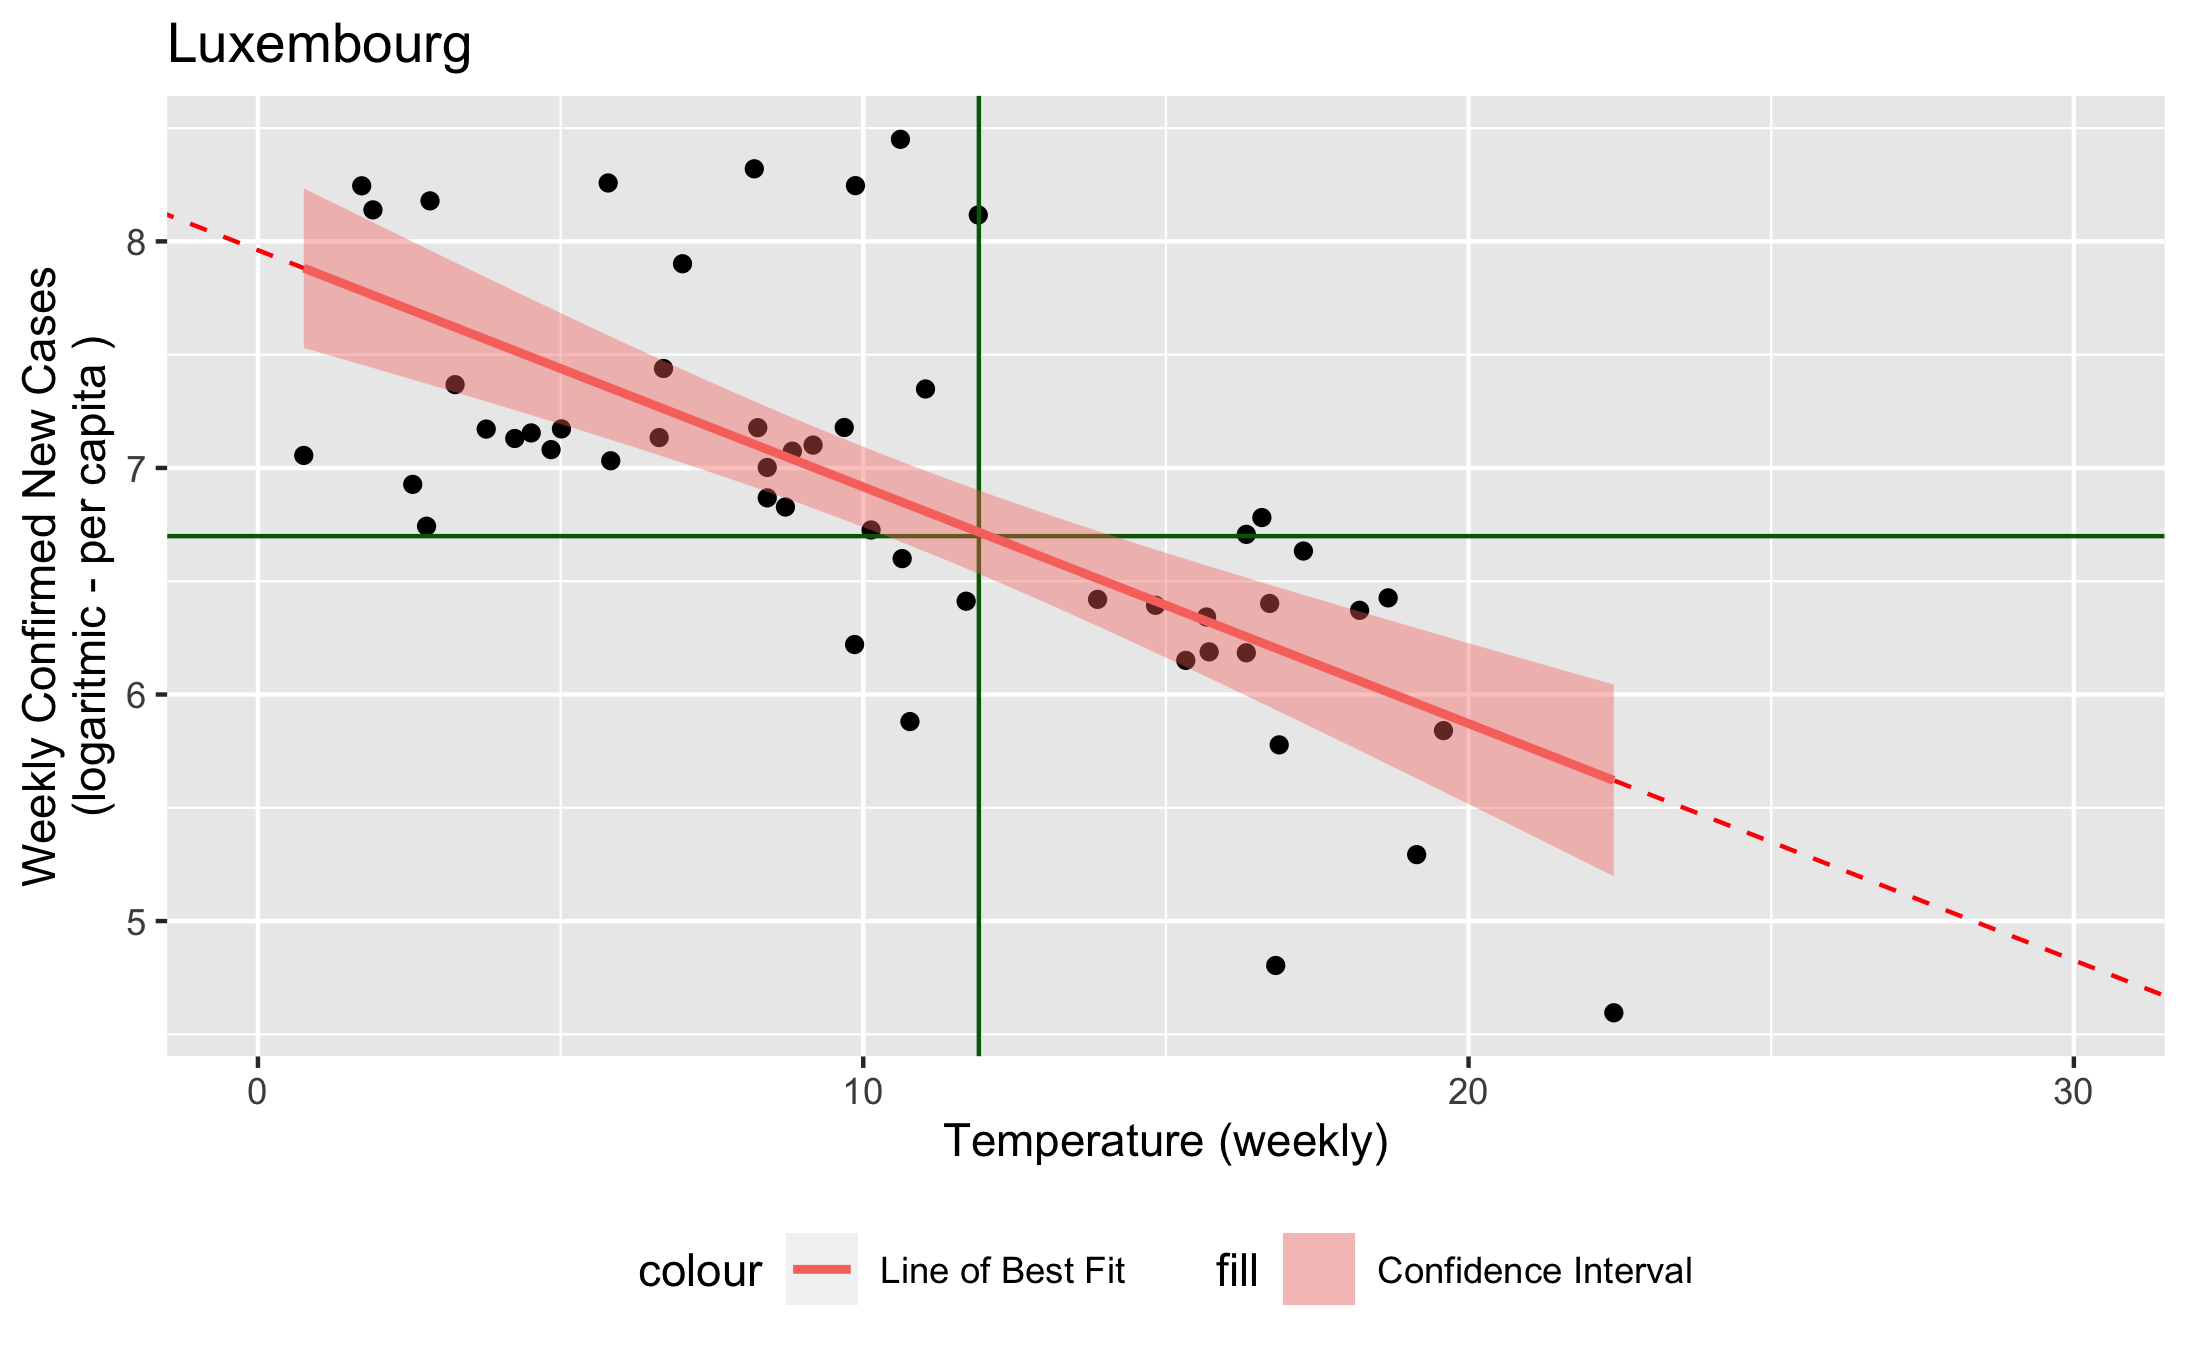 Luxembourg
Weekly Confirmed New Cases
(logaritmic - per capita )
8
7
6
5
0
10
20
30
Temperature (weekly)
colour
Line of Best Fit
fill
Confidence Interval